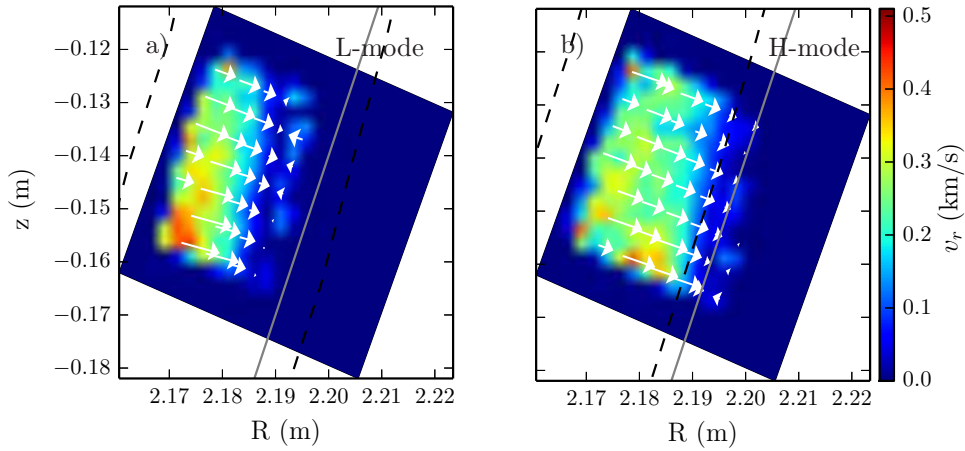 a)
L-mode
b)
H-mode
−0.12
−0.13
−0.14
−0.15
−0.16
−0.17
−0.18
z (m)
2.17 2.18 2.19 2.20 2.21 2.22
R (m)
2.17 2.18 2.19 2.20 2.21 2.22
R (m)
0.5
0.4
0.3
0.2
0.1
0.0
v_r (km/s)